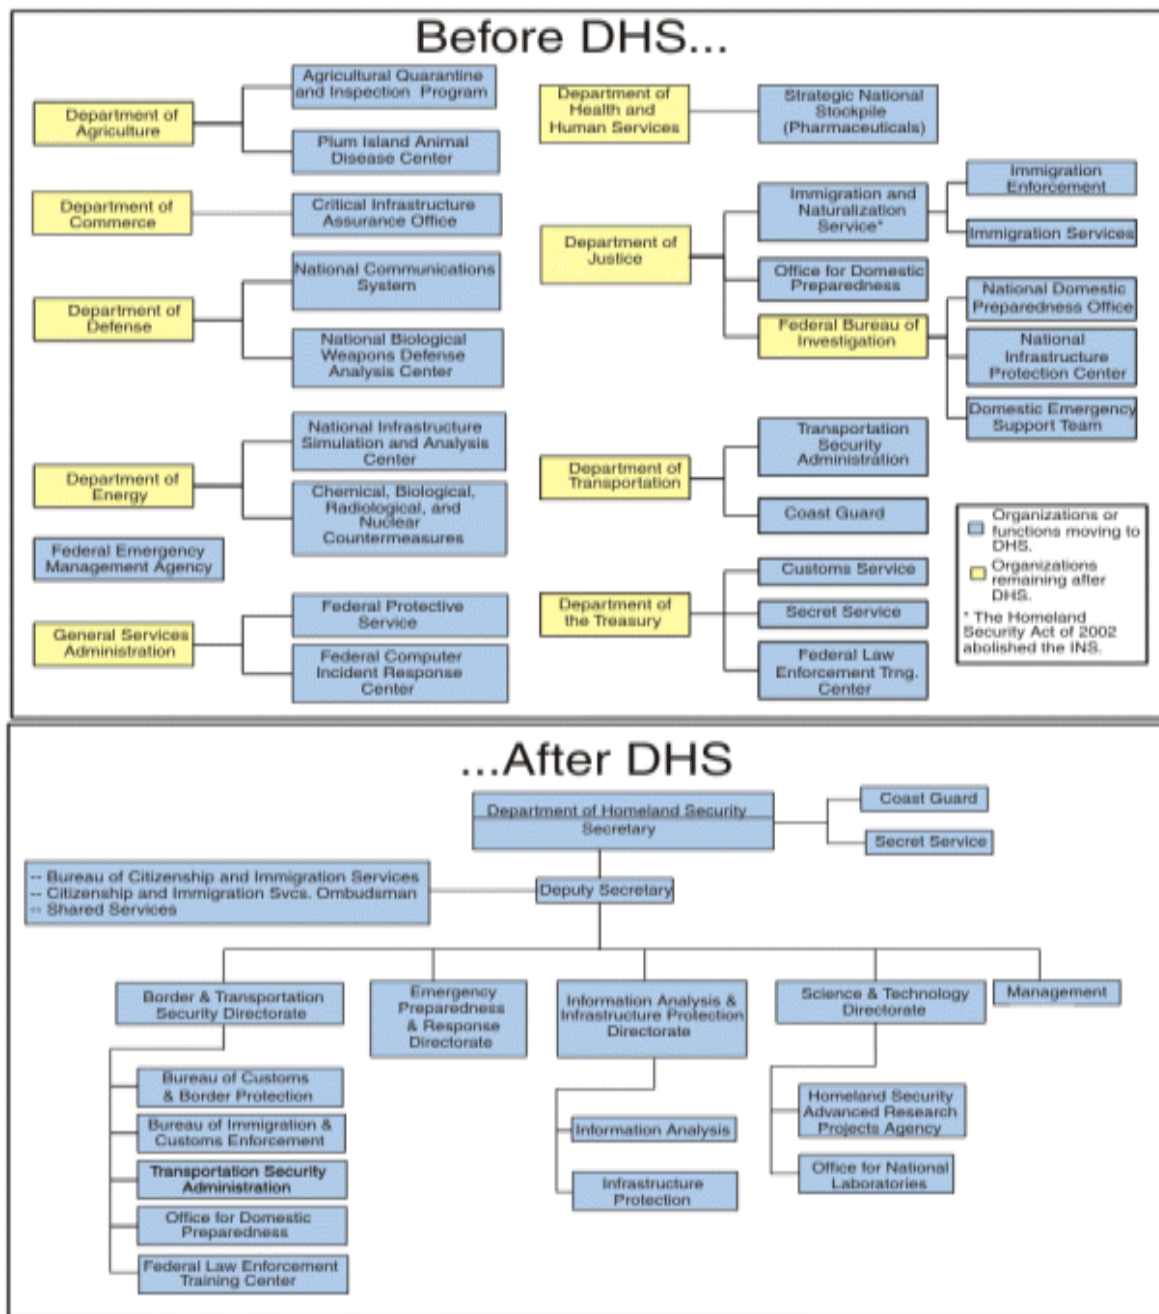 Before DHS...
Department of
Agriculture
Agricultural Quarantine
and Inspection Program
Plum Island Animal
Disease Center
Department of
Commerce
Critical Infrastructure
Assurance Office
Department of
Defense
National Communications
System
National Biological
Weapons Defense
Analysis Center
Department of
Energy
National Infrastructure
Simulation and Analysis
Center
Chemical, Biological,
Radiological, and
Nuclear
Countermeasures
Federal Emergency
Management Agency
General Services
Administration
Federal Protective
Service
Federal Computer
Incident Response
Center
Department of
Health and
Human Services
Strategic National
Stockpile
(Pharmaceuticals)
Department of
Justice
Immigration and
Naturalization
Service*
Immigration
Enforcement
Immigration Services
Office for Domestic
Preparedness
Federal Bureau of
Investigation
National Domestic
Preparedness Office
National
Infrastructure
Protection Center
Domestic Emergency
Support Team
Department of
Transportation
Transportation
Security
Administration
Coast Guard
Department of
the Treasury
Customs Service
Secret Service
Federal Law
Enforcement Trng.
Center
Organizations or
functions moving to
DHS.
Organizations
remaining after
DHS.
* The Homeland
Security Act of 2002
abolished the INS.
...After DHS
Department of Homeland Security
Secretary
Coast Guard
Secret Service
Deputy Secretary
-- Bureau of Citizenship and Immigration Services
-- Citizenship and Immigration Svcs. Ombudsman
-- Shared Services
Border & Transportation
Security Directorate
Bureau of Customs
& Border Protection
Bureau of Immigration &
Customs Enforcement
Transportation Security
Administration
Office for Domestic
Preparedness
Federal Law Enforcement
Training Center
Emergency
Preparedness
& Response
Directorate
Information Analysis &
Infrastructure Protection
Directorate
Information Analysis
Infrastructure
Protection
Science & Technology
Directorate
Homeland Security
Advanced Research
Projects Agency
Office for National
Laboratories
Management